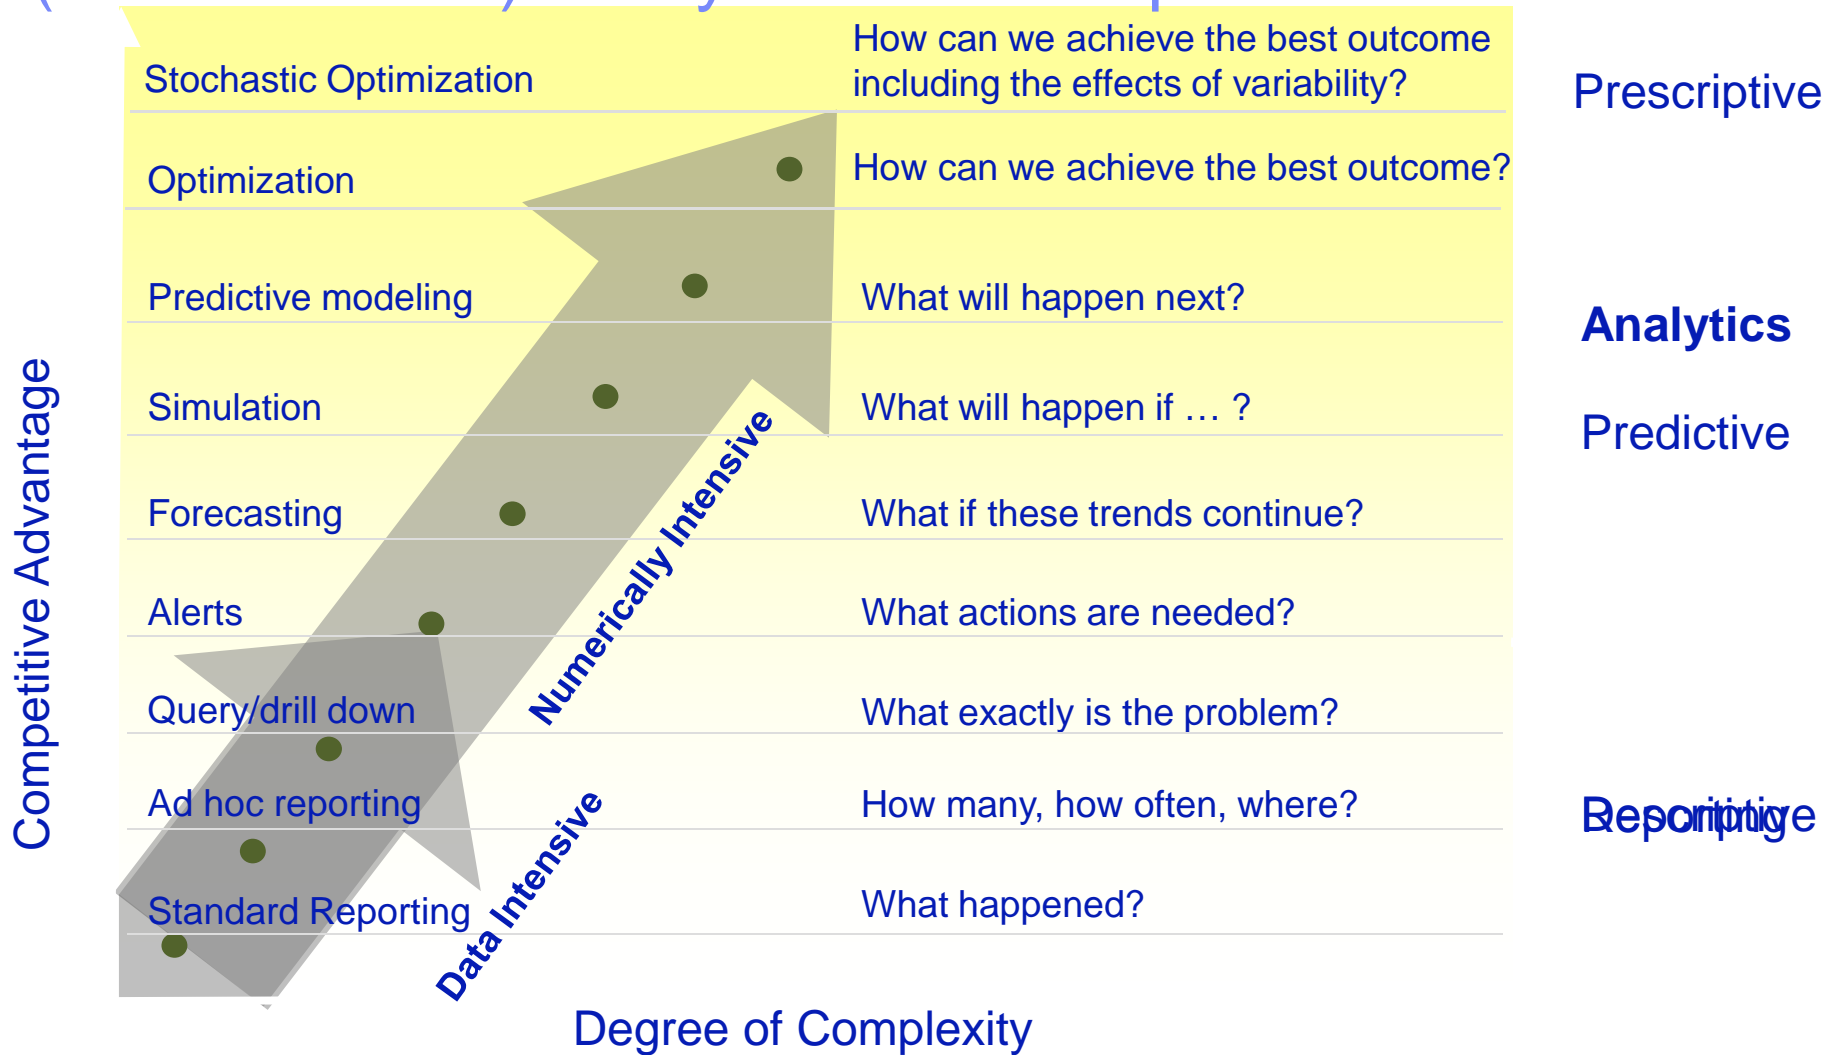 Stochastic Optimization
How can we achieve the best outcome
including the effects of variability?
Prescriptive
Optimization
How can we achieve the best outcome?
Predictive modeling
What will happen next?
Analytics
Simulation
What will happen if … ?
Predictive
Forecasting
What if these trends continue?
Alerts
What actions are needed?
Numerically Intensive
Query/drill down
What exactly is the problem?
Ad hoc reporting
How many, how often, where?
Descriptive
Reporting
Standard Reporting
What happened?
Data Intensive
Competitive Advantage
Degree of Complexity